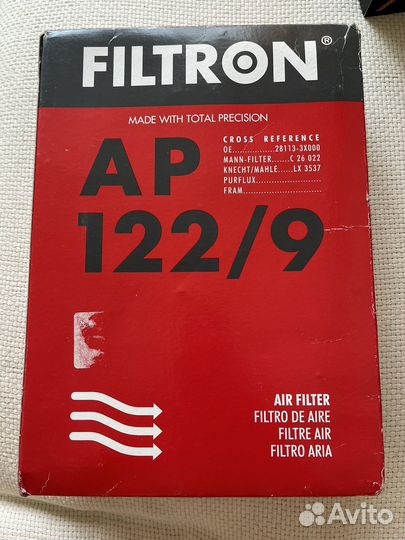 FILTRON®
MADE WITH TOTAL PRECISION
CROSS REFERENCE
OE................28113-3X000
MANN-FILTER.......C 26 022
KNECHT/MAHLE.....LX 3537
PURFLUX........................
FRAM............................
AP
122/9
AIR FILTER
FILTRO DE AIRE
FILTRE AIR
FILTRO ARIA
Avito